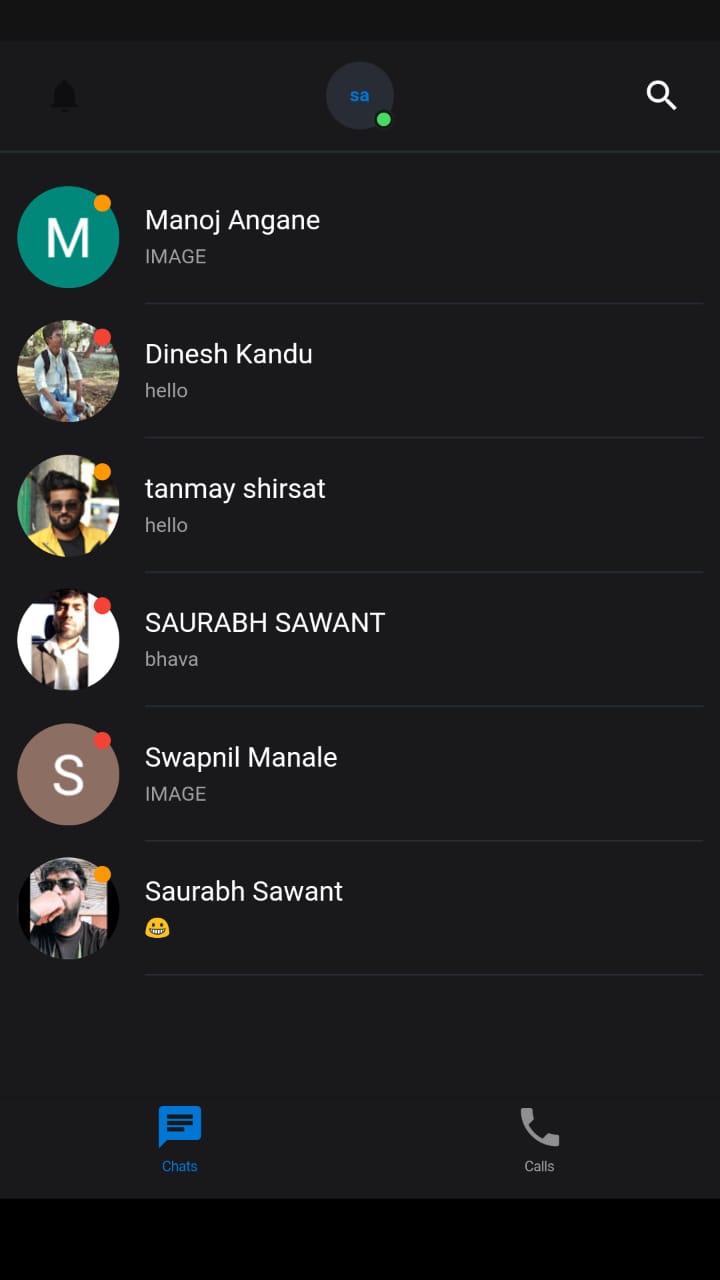 sa
M
Manoj Angane
IMAGE
Dinesh Kandu
hello
tanmay shirsat
hello
SAURABH SAWANT
bhava
S
Swapnil Manale
IMAGE
Saurabh Sawant
😀
Chats
Calls